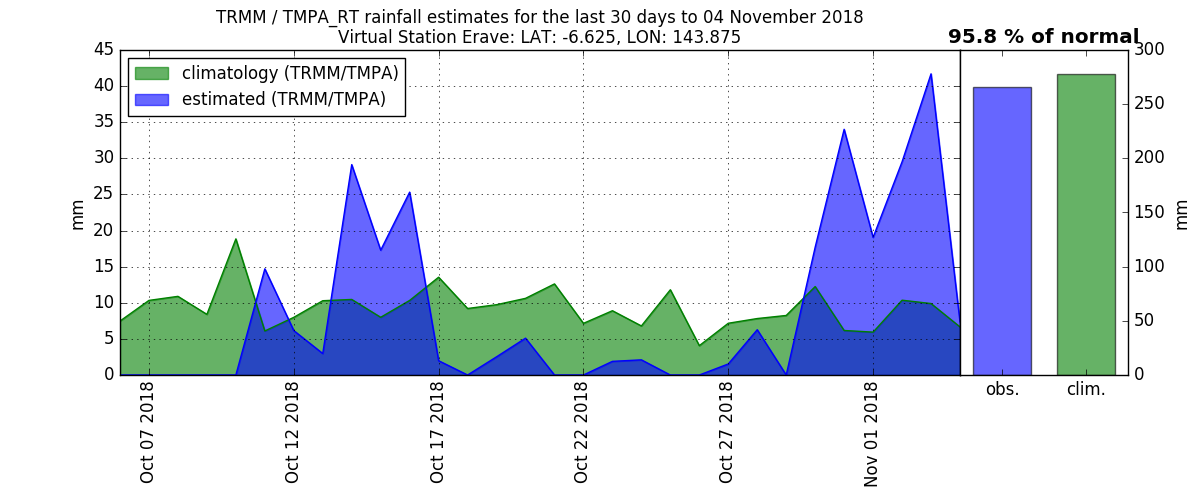 TRMM / TMPA_RT rainfall estimates for the last 30 days to 04 November 2018
Virtual Station Erave: LAT: -6.625, LON: 143.875
95.8 % of normal
climatology (TRMM/TMPA)
estimated (TRMM/TMPA)
45
40
35
30
25
20
15
10
5
0
mm
Oct 07 2018
Oct 12 2018
Oct 17 2018
Oct 22 2018
Oct 27 2018
Nov 01 2018
obs.
clim.
300
250
200
150
100
50
0
mm